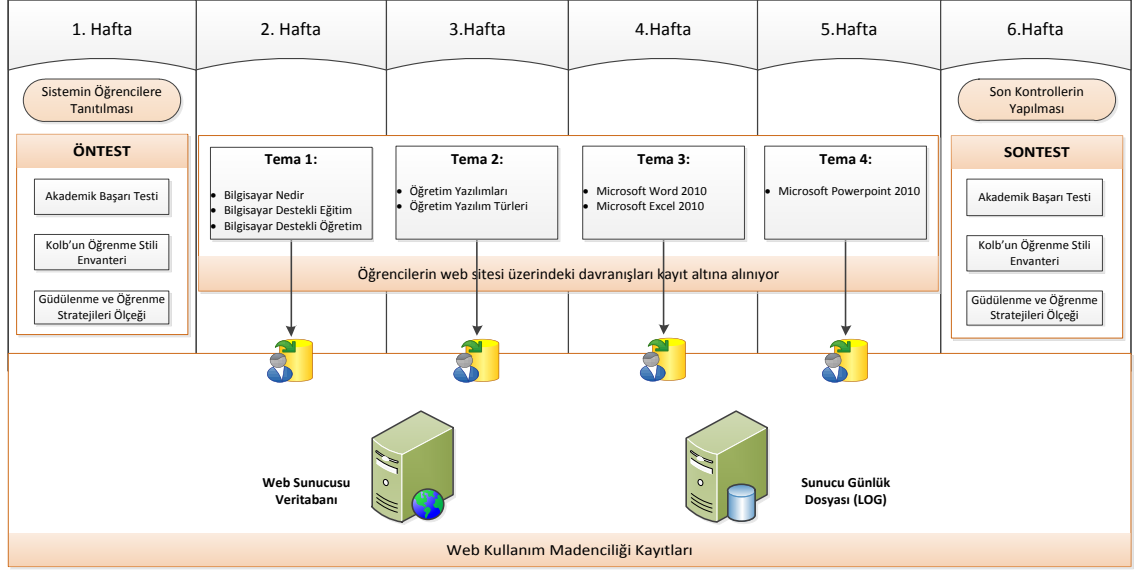 1. Hafta
2. Hafta
3.Hafta
4.Hafta
5.Hafta
6.Hafta
Sistemin Öğrencilere
Tanıtılması
ÖNTEST
Akademik Başarı Testi
Kolb'un Öğrenme Stili
Envanteri
Güdülenme ve Öğrenme
Stratejileri Ölçeği
Tema 1:
• Bilgisayar Nedir
• Bilgisayar Destekli Eğitim
• Bilgisayar Destekli Öğretim
Tema 2:
• Öğretim Yazılımları
• Öğretim Yazılım Türleri
Tema 3:
• Microsoft Word 2010
• Microsoft Excel 2010
Tema 4:
• Microsoft Powerpoint 2010
Öğrencilerin web sitesi üzerindeki davranışları kayıt altına alınıyor
Son Kontrollerin
Yapılması
SONTEST
Akademik Başarı Testi
Kolb'un Öğrenme Stili
Envanteri
Güdülenme ve Öğrenme
Stratejileri Ölçeği
Web Sunucusu
Veritabanı
Sunucu Günlük
Dosyası (LOG)
Web Kullanım Madenciliği Kayıtları